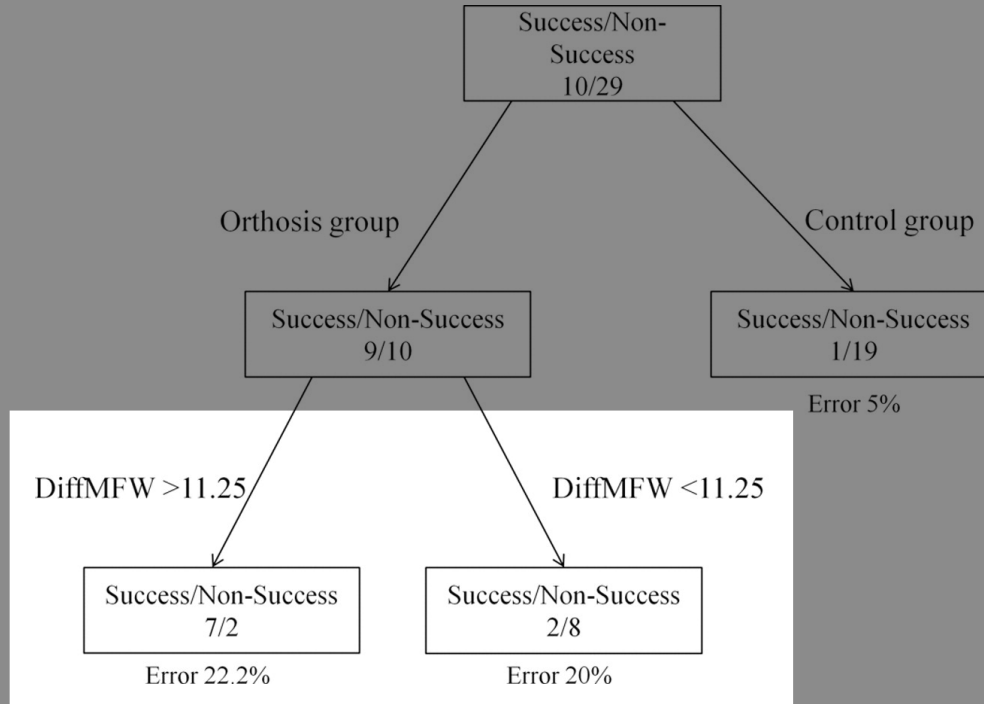 Success/Non-
Success
10/29
Orthosis group
Control group
Success/Non-Success
9/10
Success/Non-Success
1/19
Error 5%
DiffMFW >11.25
DiffMFW <11.25
Success/Non-Success
7/2
Success/Non-Success
2/8
Error 22.2%
Error 20%